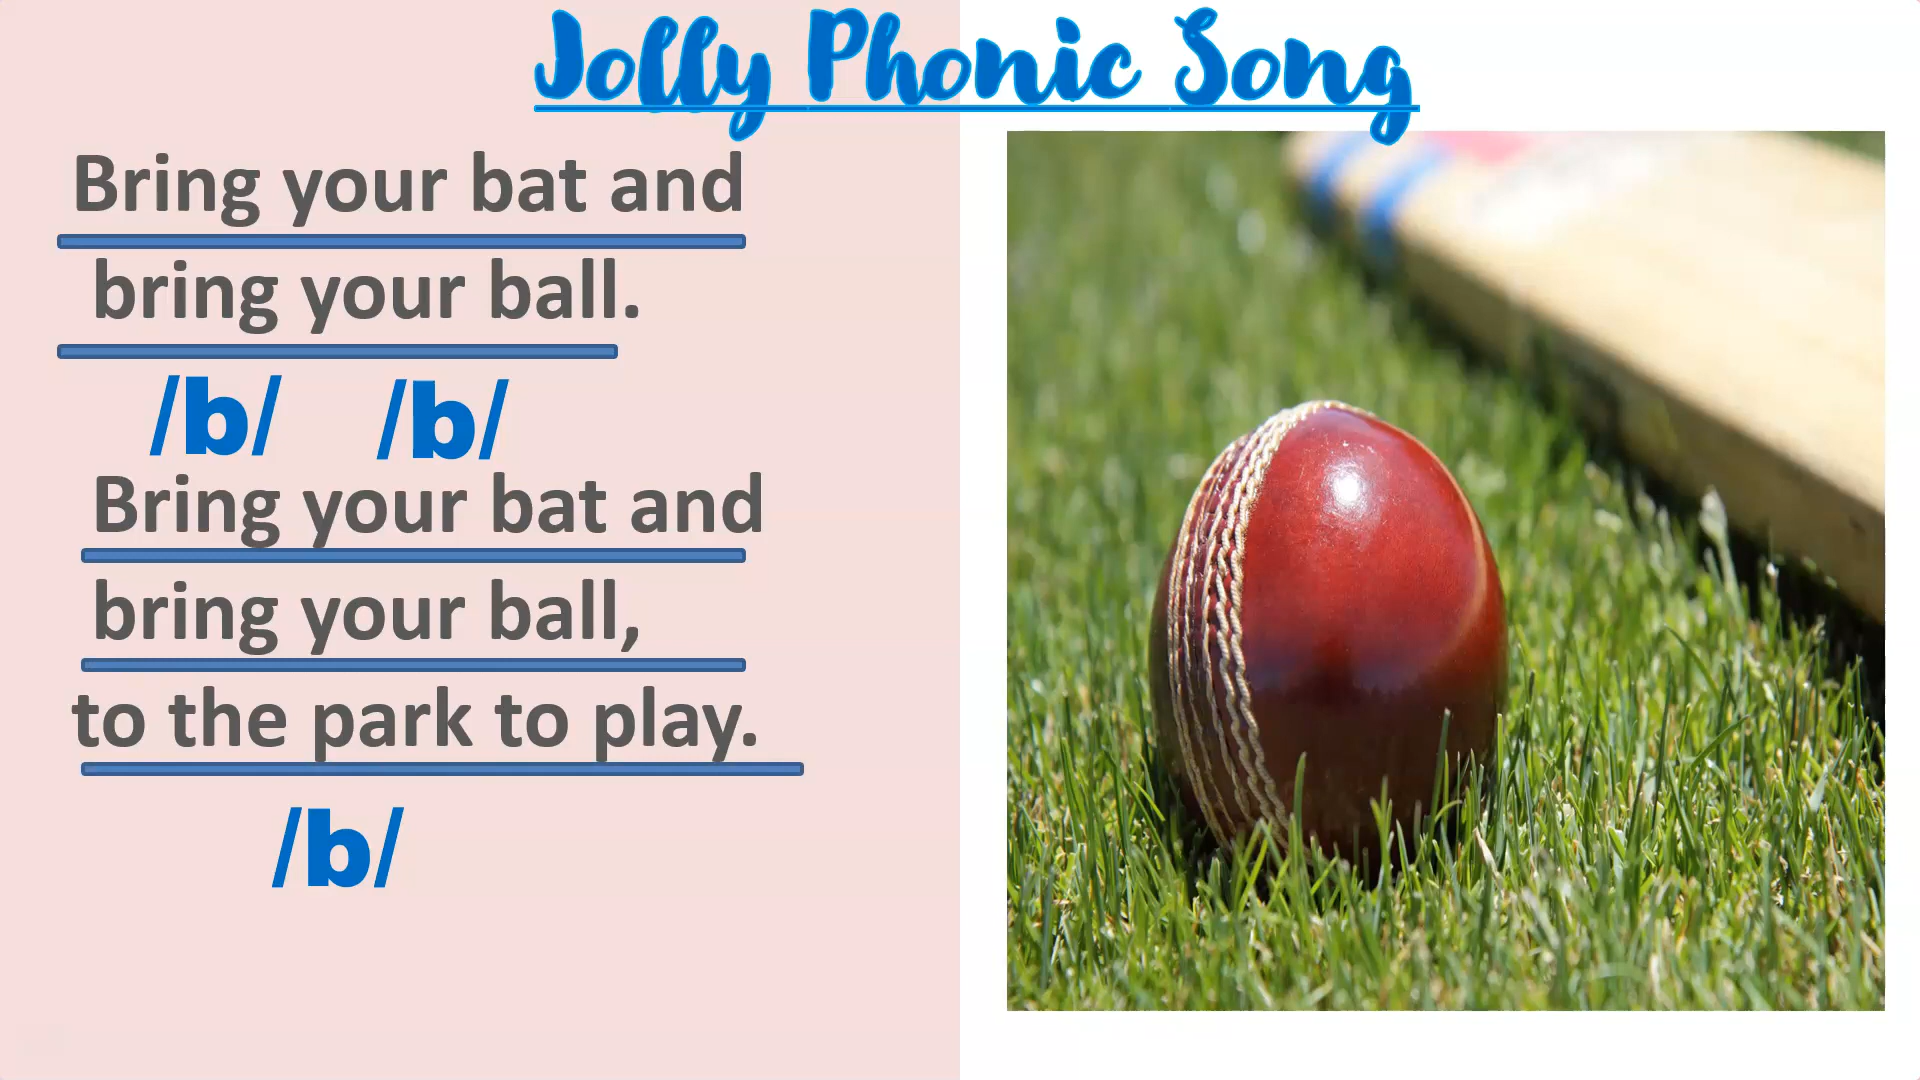 Jolly Phonic Song
Bring your bat and
bring your ball.
/b/ /b/
Bring your bat and
bring your ball,
to the park to play.
/b/